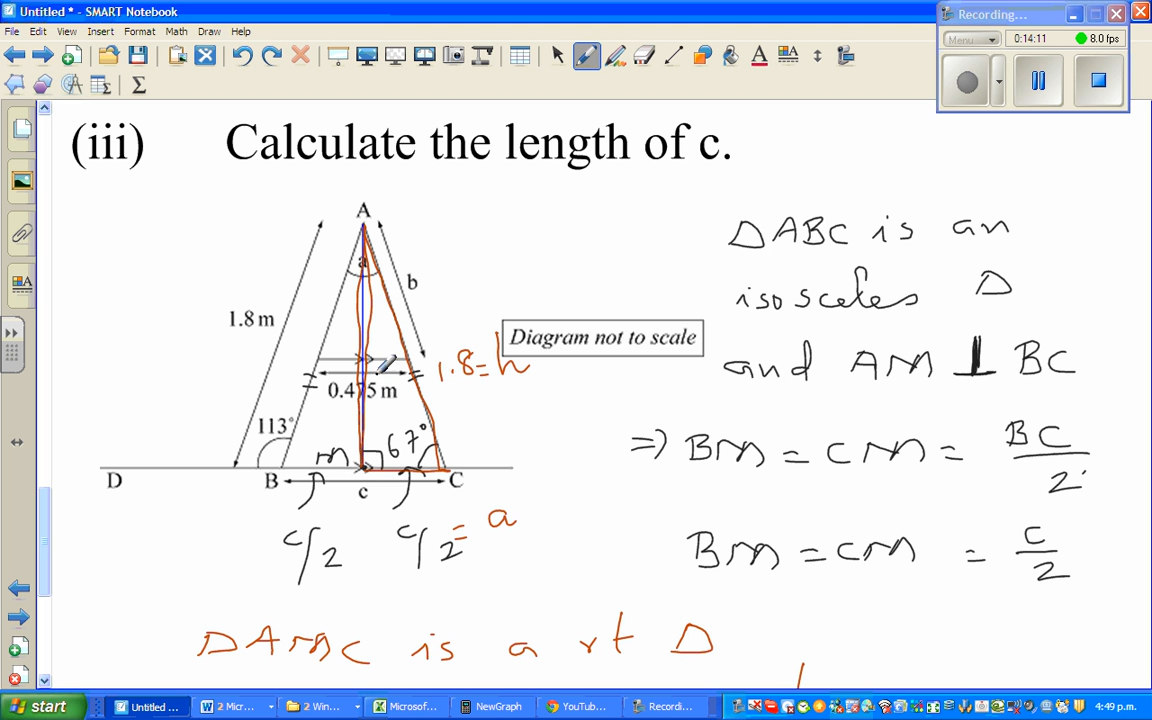 Untitled * - SMART Notebook
Recording...
File Edit View Insert Format Math Draw Help
Menu 0:14:11 8.0 fps
(iii) Calculate the length of c.
A
a
b
1.8 m
Diagram not to scale
1.8 = h
0.475 m
113°
67°
m
D B C
c
c/2 c/2 = a
ΔABC is an
isosceles Δ
and AM ⊥ BC
⇒ BM = CM = BC/2
BM = CM = c/2
ΔAMC is a rt Δ
start Untitled ... 2 Micr... 2 Win... Microsof... NewGraph YouTub... Recordi... 4:49 p.m.